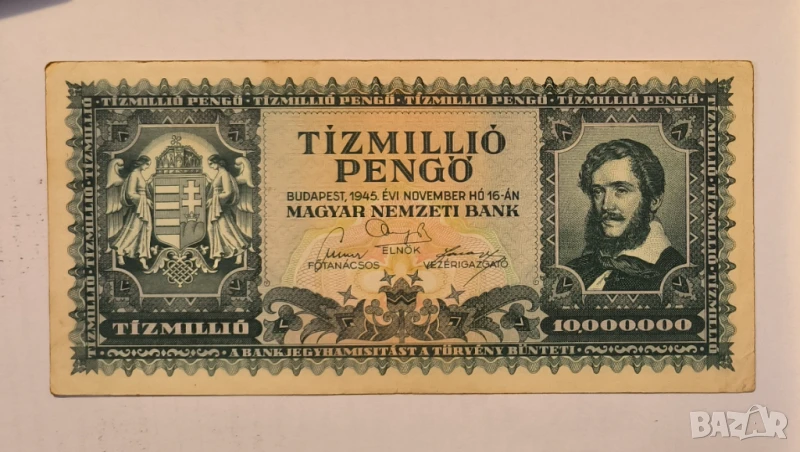 TÍZMILLIÓ PENGŐ TÍZMILLIÓ PENGŐ TÍZMILLIÓ PENGŐ TÍZMILLIÓ PENGŐ
TÍZMILLIÓ
PENGŐ
BUDAPEST, 1945. ÉVI NOVEMBER HÓ 16-ÁN
MAGYAR NEMZETI BANK
ELNÖK
FŐTANÁCSOS VEZÉRIGAZGATÓ
TÍZMILLIÓ 10,000.000
A BANKJEGYHAMISÍTÁST A TÖRVÉNY BÜNTETI
BAZAR